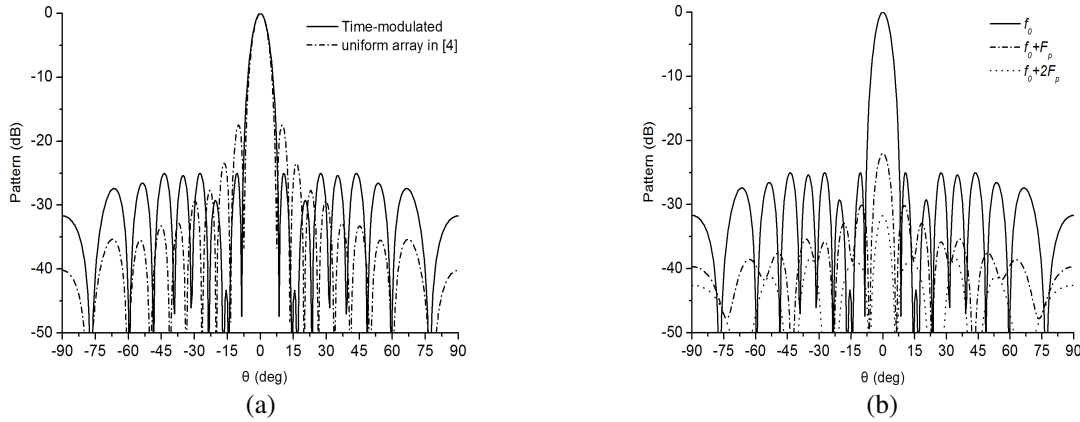 0
-10
-20
-30
-40
-50
Pattern (dB)
Time-modulated
uniform array in [4]
-90 -75 -60 -45 -30 -15 0 15 30 45 60 75 90
θ (deg)
(a)
0
-10
-20
-30
-40
-50
Pattern (dB)
f0
f0+Fp
f0+2Fp
-90 -75 -60 -45 -30 -15 0 15 30 45 60 75 90
θ (deg)
(b)